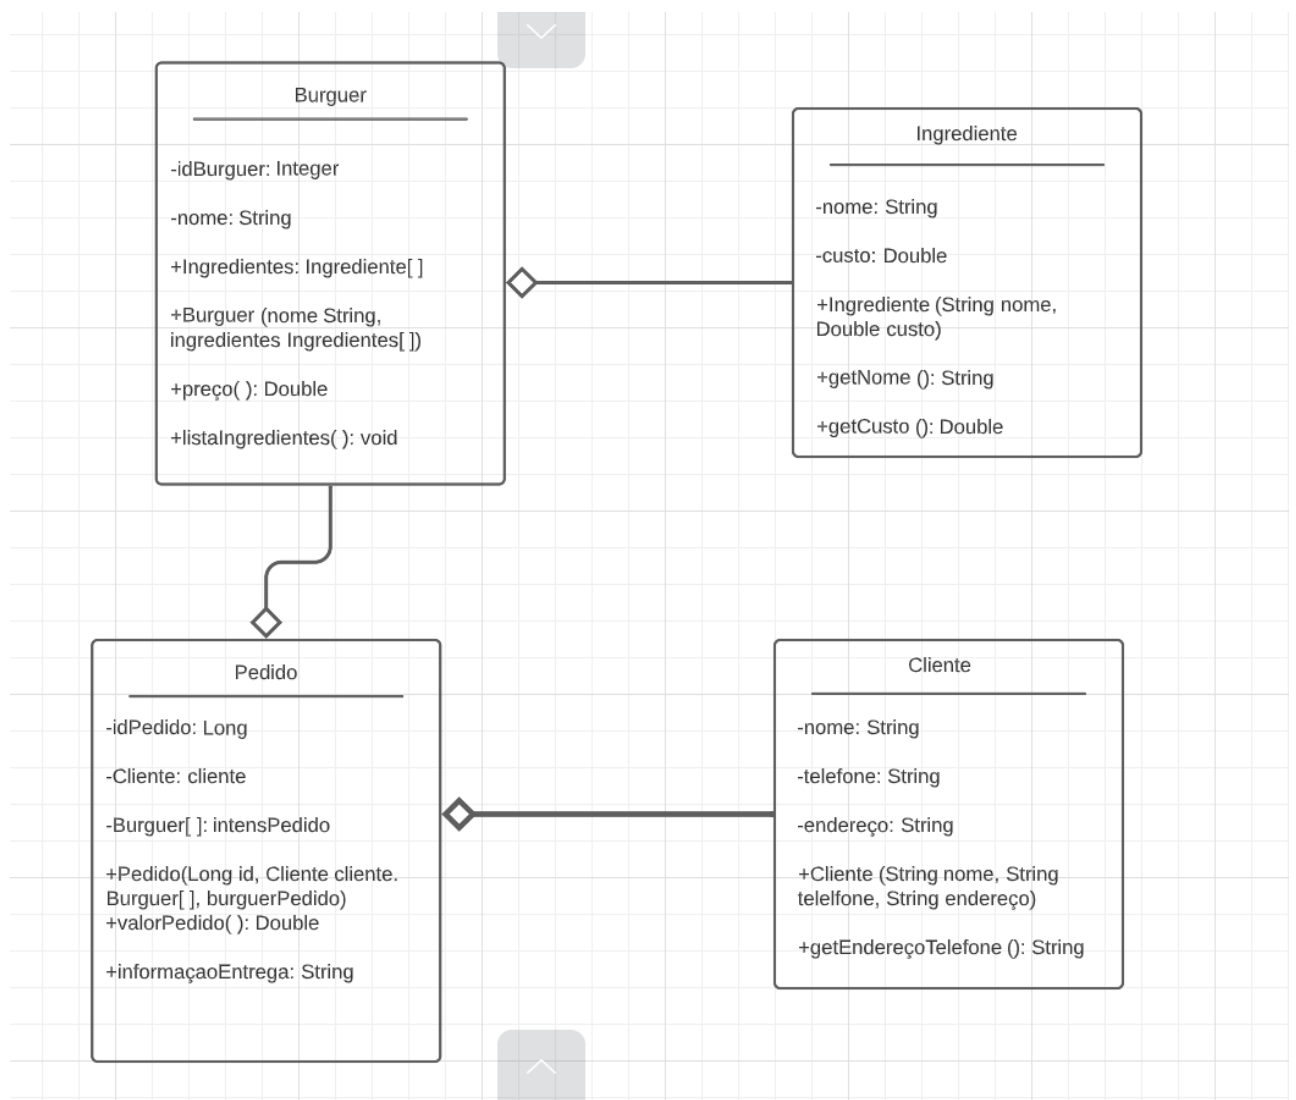 Burguer
-idBurguer: Integer
-nome: String
+Ingredientes: Ingrediente[ ]
+Burguer (nome String,
ingredientes Ingredientes[ ])
+preço( ): Double
+listaIngredientes( ): void
Ingrediente
-nome: String
-custo: Double
+Ingrediente (String nome,
Double custo)
+getNome (): String
+getCusto (): Double
Pedido
-idPedido: Long
-Cliente: cliente
-Burguer[ ]: intensPedido
+Pedido(Long id, Cliente cliente.
Burguer[ ], burguerPedido)
+valorPedido( ): Double
+informaçaoEntrega: String
Cliente
-nome: String
-telefone: String
-endereço: String
+Cliente (String nome, String
telelfone, String endereço)
+getEndereçoTelefone (): String